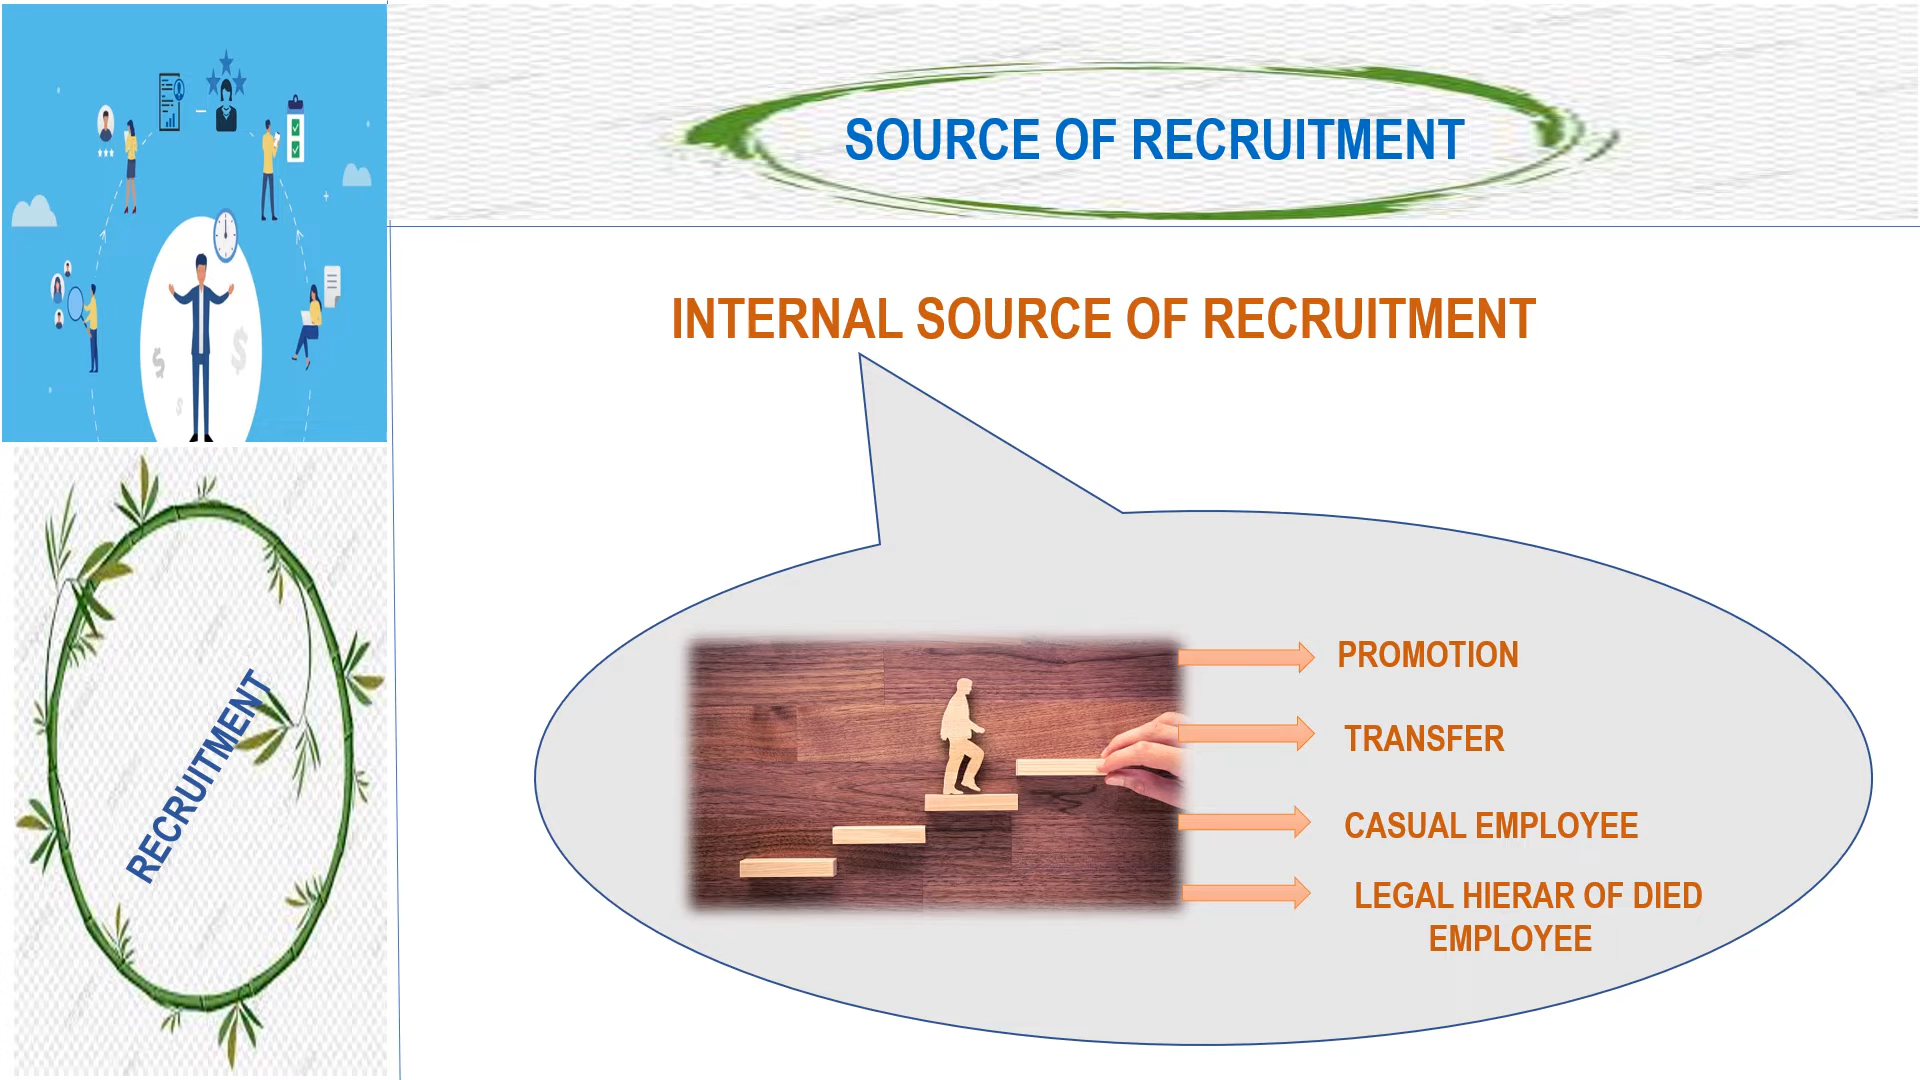 SOURCE OF RECRUITMENT
INTERNAL SOURCE OF RECRUITMENT
PROMOTION
TRANSFER
CASUAL EMPLOYEE
LEGAL HIERAR OF DIED
EMPLOYEE
RECRUITMENT